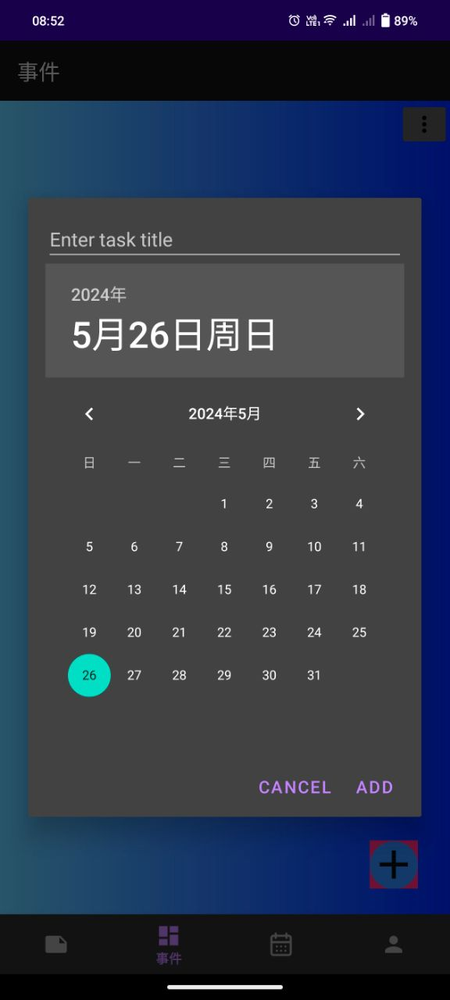 08:52 VoD LTE1 89%
事件
Enter task title
2024年
5月26日周日
2024年5月
日 一 二 三 四 五 六
1 2 3 4
5 6 7 8 9 10 11
12 13 14 15 16 17 18
19 20 21 22 23 24 25
26 27 28 29 30 31
CANCEL ADD
事件